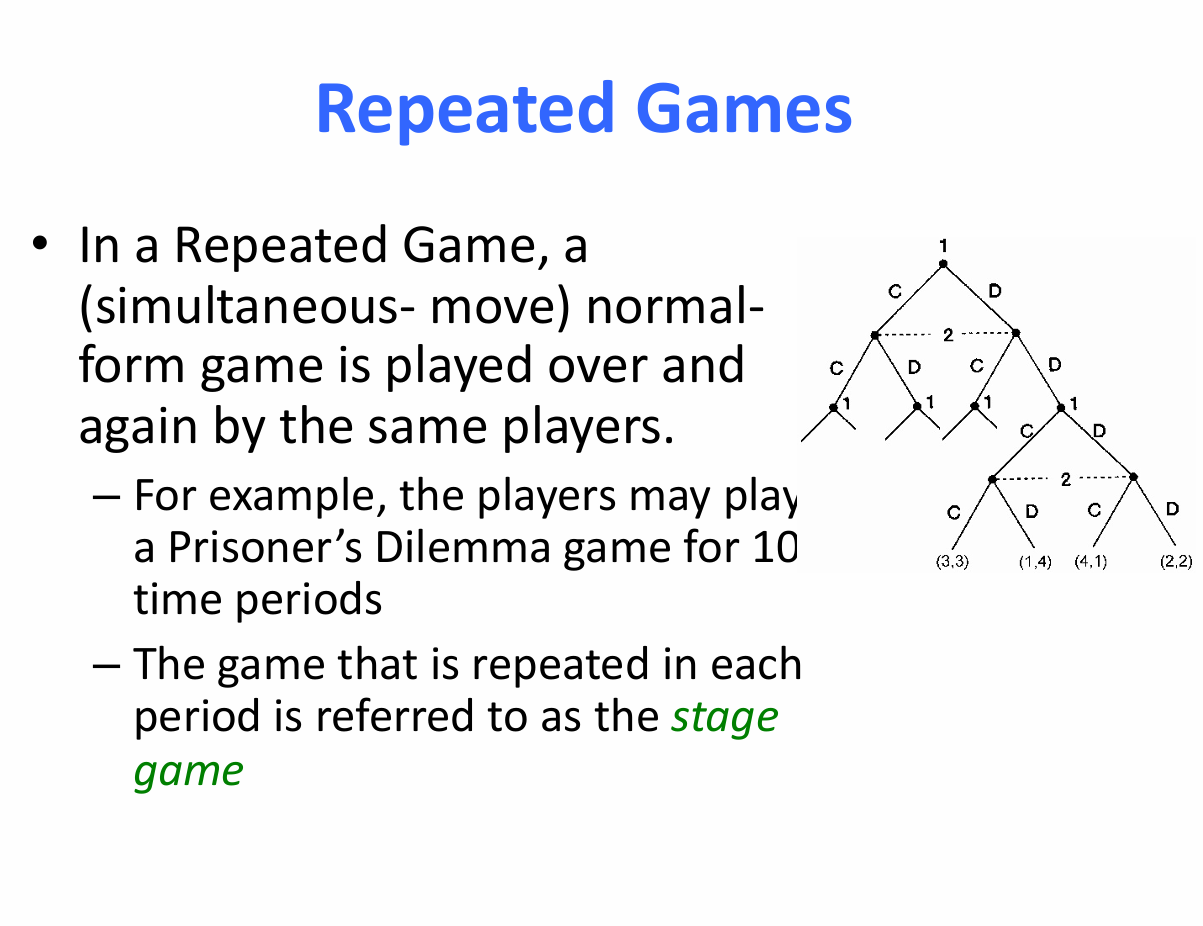 Repeated Games
• In a Repeated Game, a
(simultaneous- move) normal-
form game is played over and
again by the same players.
– For example, the players may play
a Prisoner’s Dilemma game for 10
time periods
– The game that is repeated in each
period is referred to as the stage
game
1
C D
2
C D C D
1 1 1 1
C D
2
C D C D
(3,3) (1,4) (4,1) (2,2)